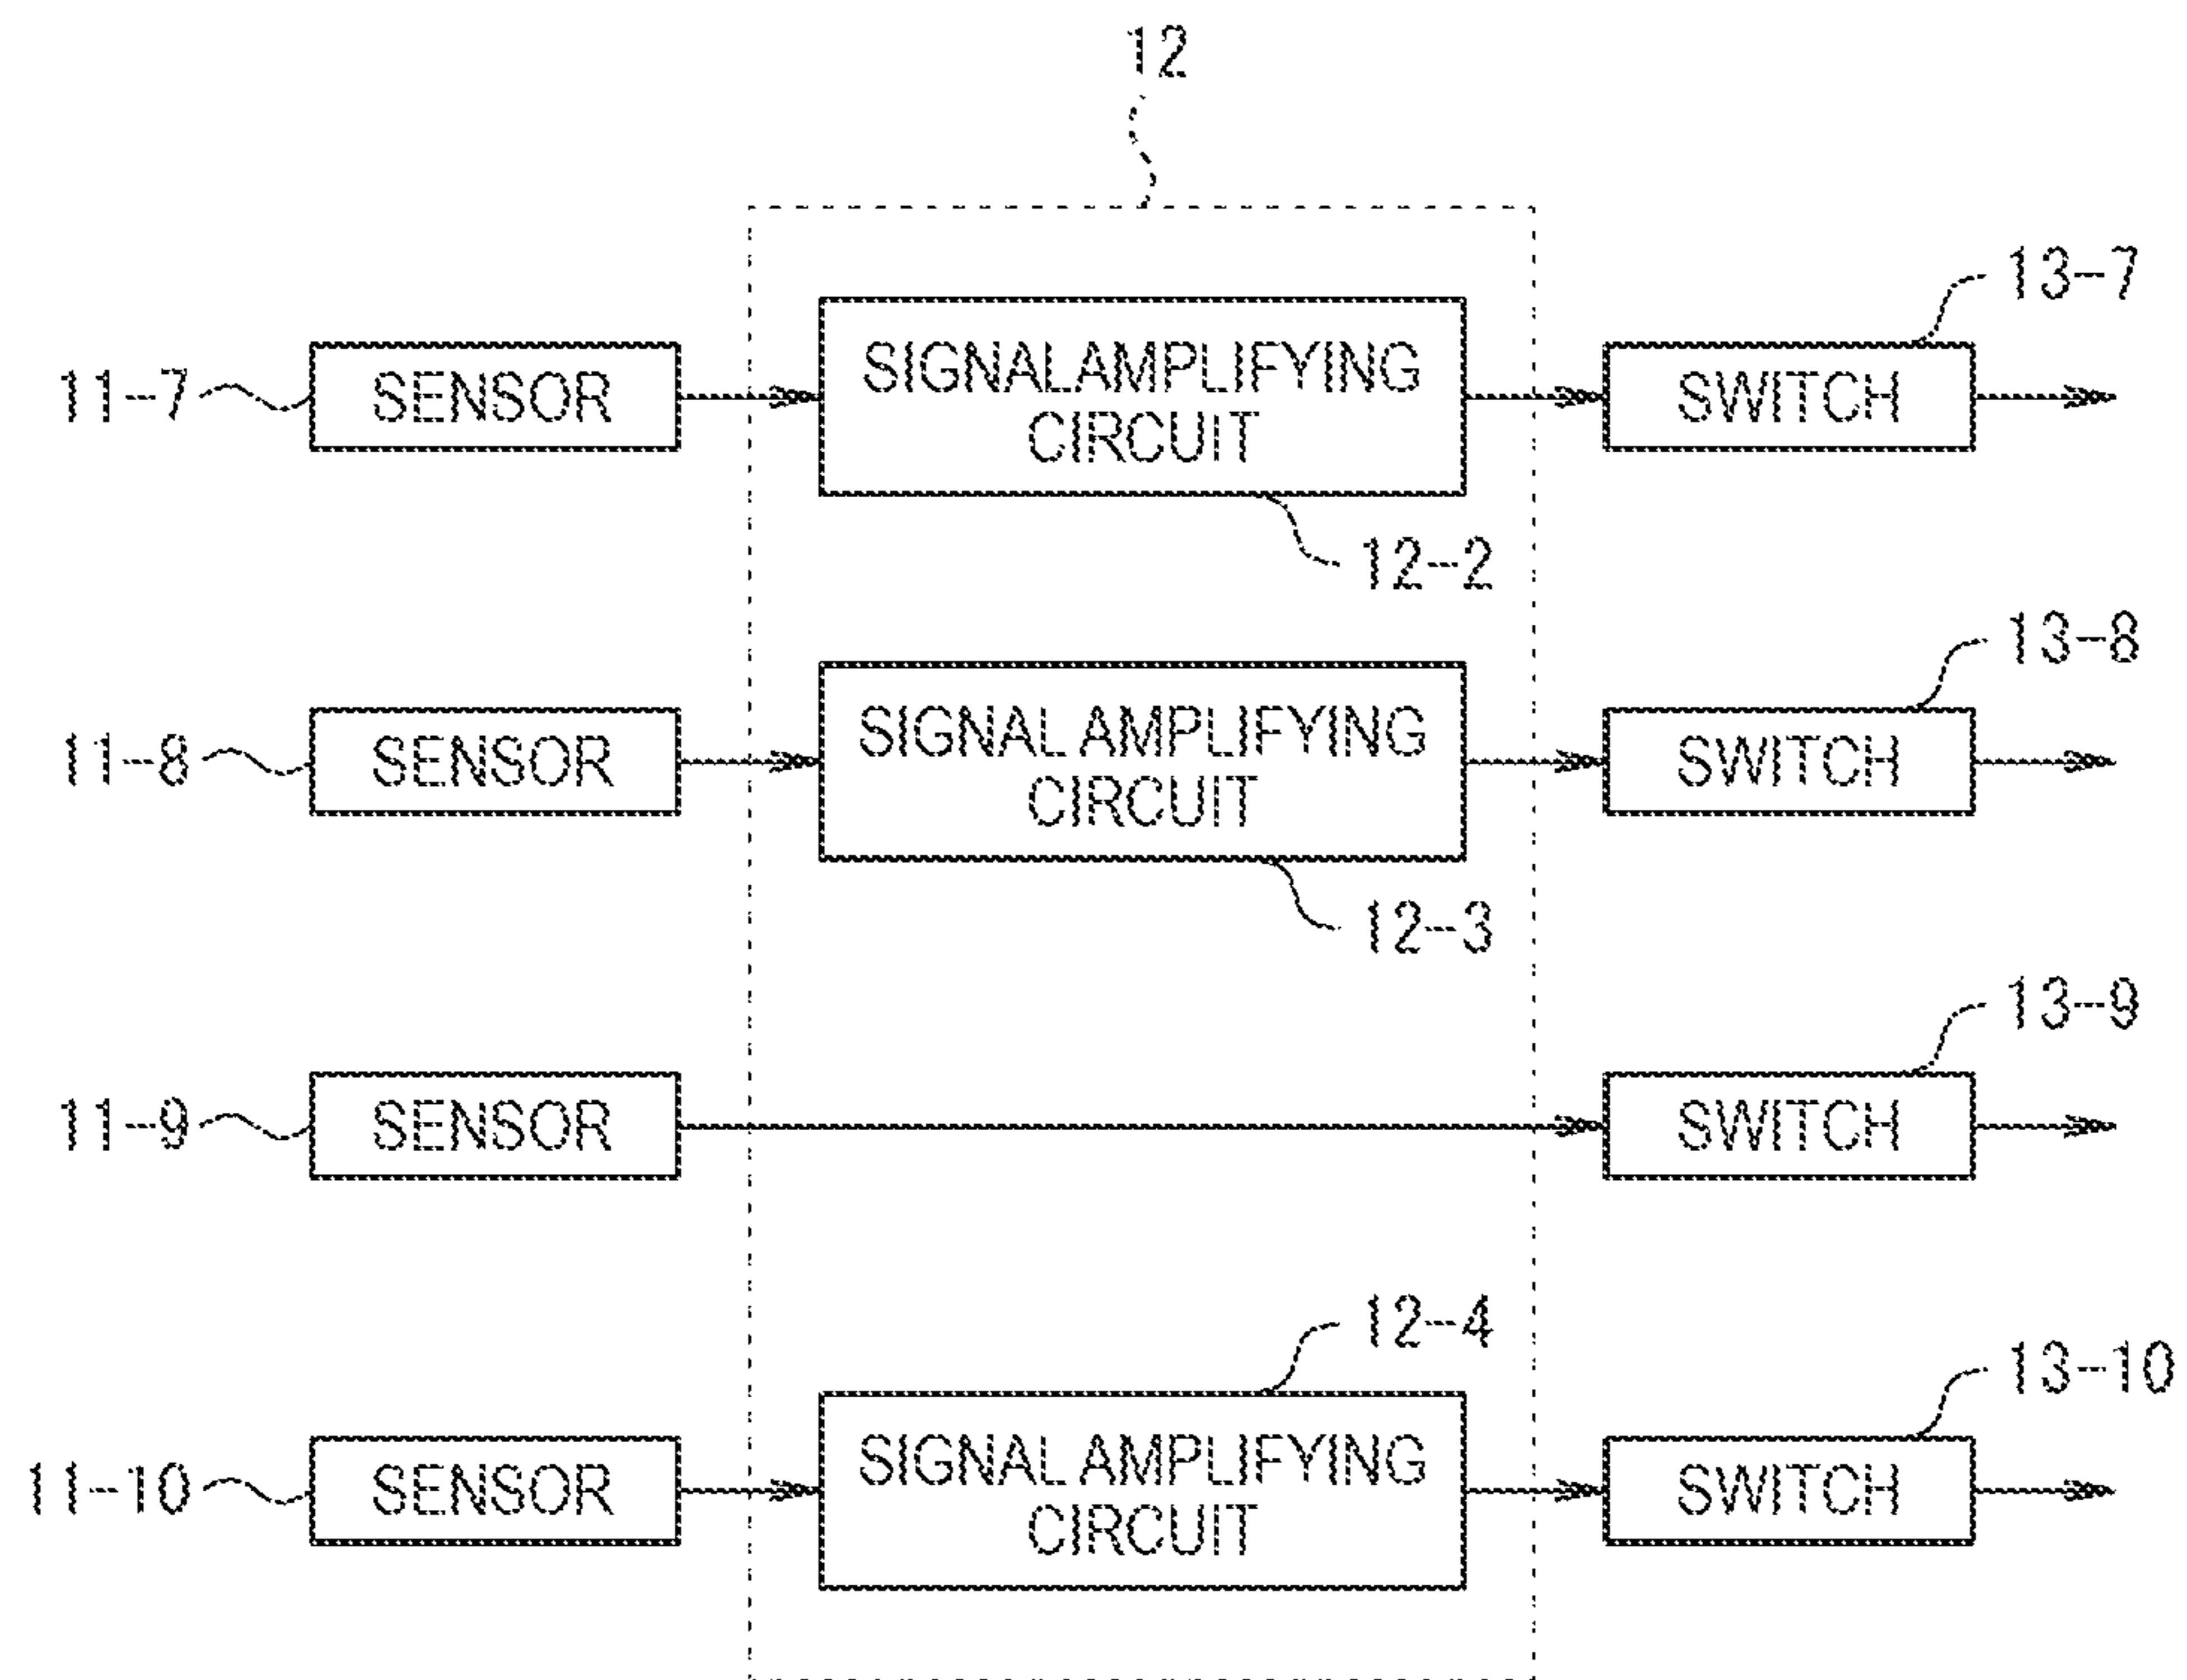 12
13-7
11-7 SENSOR SIGNALAMPLIFYING CIRCUIT SWITCH
12-2
13-8
11-8 SENSOR SIGNAL AMPLIFYING CIRCUIT SWITCH
12-3
13-9
11-9 SENSOR SWITCH
12-4
13-10
11-10 SENSOR SIGNAL AMPLIFYING CIRCUIT SWITCH